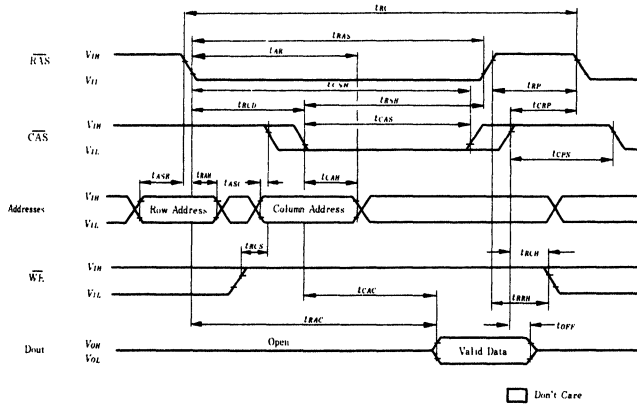 tRC
tRAS
tAR
RAS
VIH
VIL
tCSH
tRP
tRSH
tCRP
tRCD
tCAS
CAS
VIH
VIL
tCPN
tASR
tRAH
tASC
tCAH
Addresses
VIH
VIL
Row Address
Column Address
tRCS
tRCH
WE
VIH
VIL
tCAC
tRRH
tRAC
tOFF
Dout
VOH
VOL
Open
Valid Data
Don't Care